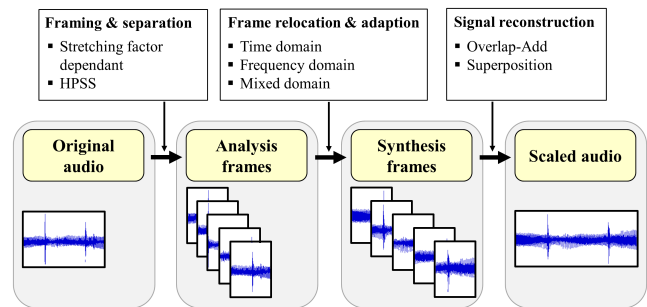 Framing & separation
▪ Stretching factor
dependant
▪ HPSS
Frame relocation & adaption
▪ Time domain
▪ Frequency domain
▪ Mixed domain
Signal reconstruction
▪ Overlap-Add
▪ Superposition
Original
audio
Analysis
frames
Synthesis
frames
Scaled audio